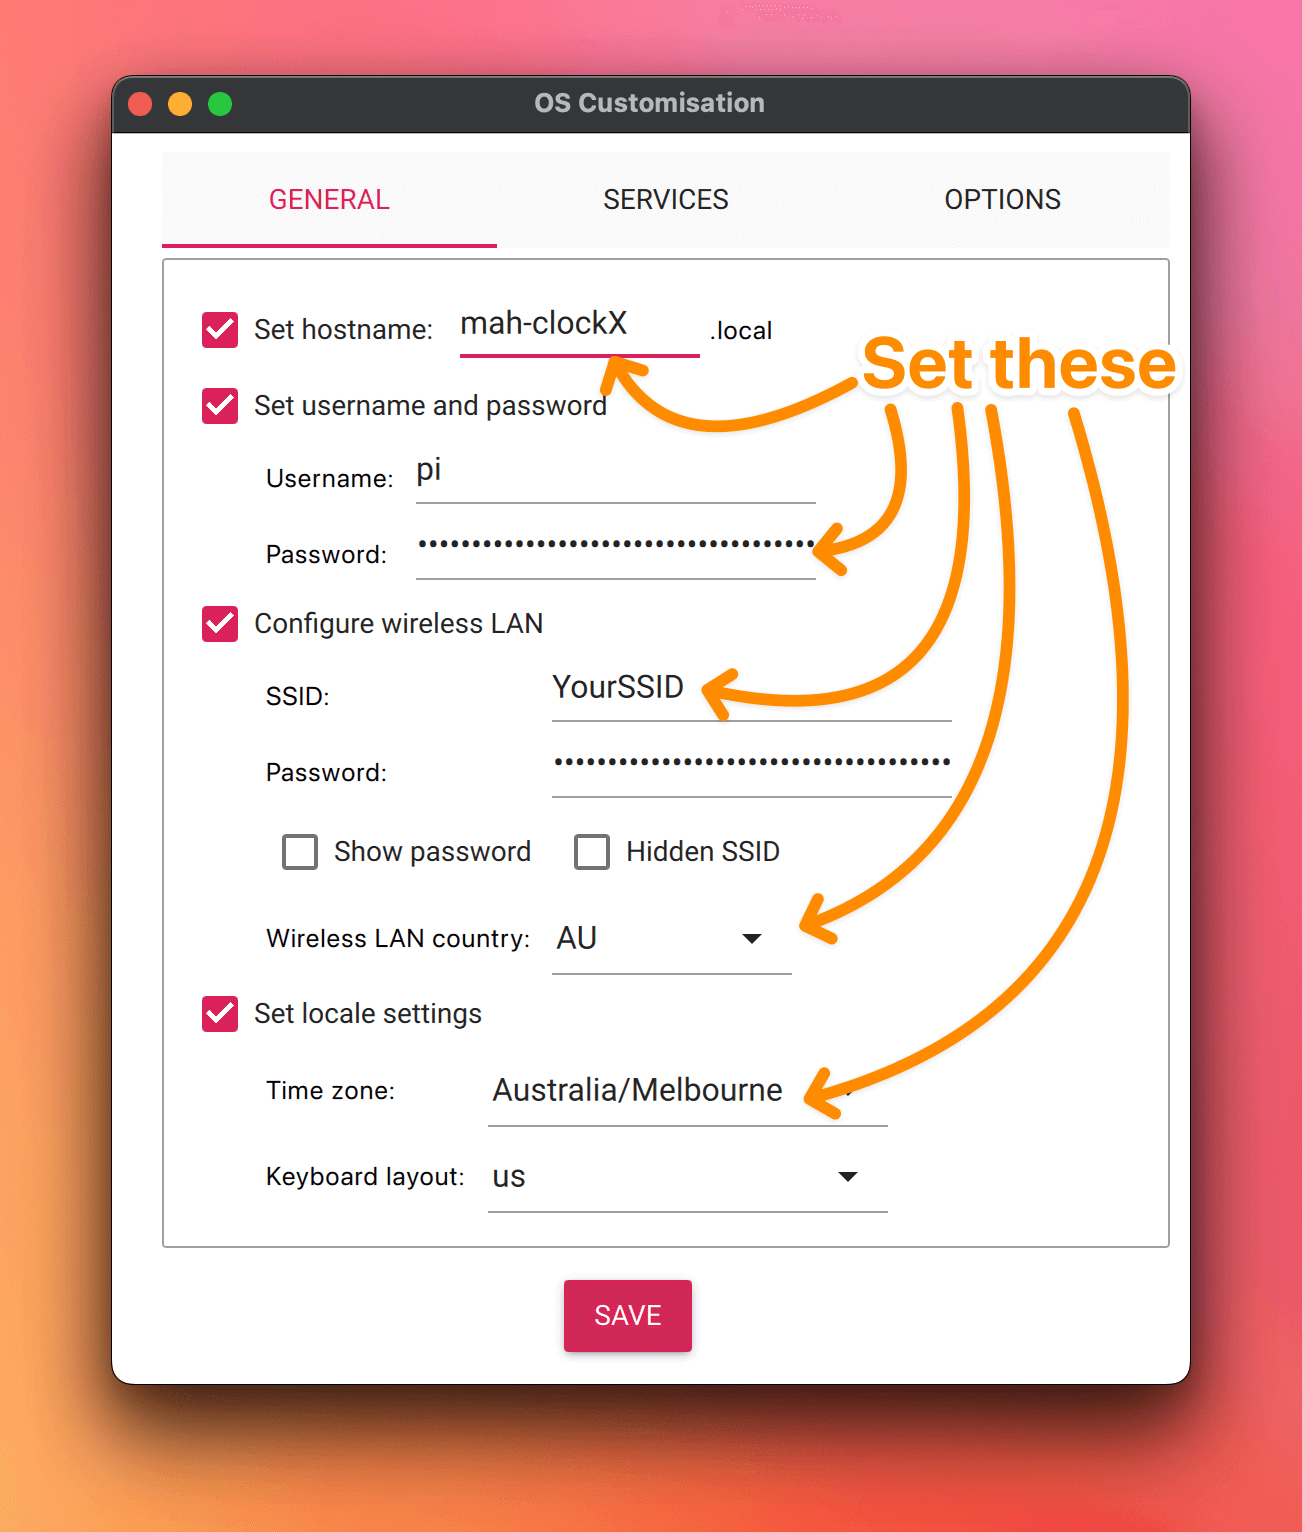 OS Customisation
GENERAL SERVICES OPTIONS
Set hostname: mah-clockX .local
Set these
Set username and password
Username: pi
Password: •••••••••••••••••••••••••••••••••••••
Configure wireless LAN
SSID: YourSSID
Password: •••••••••••••••••••••••••••••••••••••
Show password Hidden SSID
Wireless LAN country: AU
Set locale settings
Time zone: Australia/Melbourne
Keyboard layout: us
SAVE